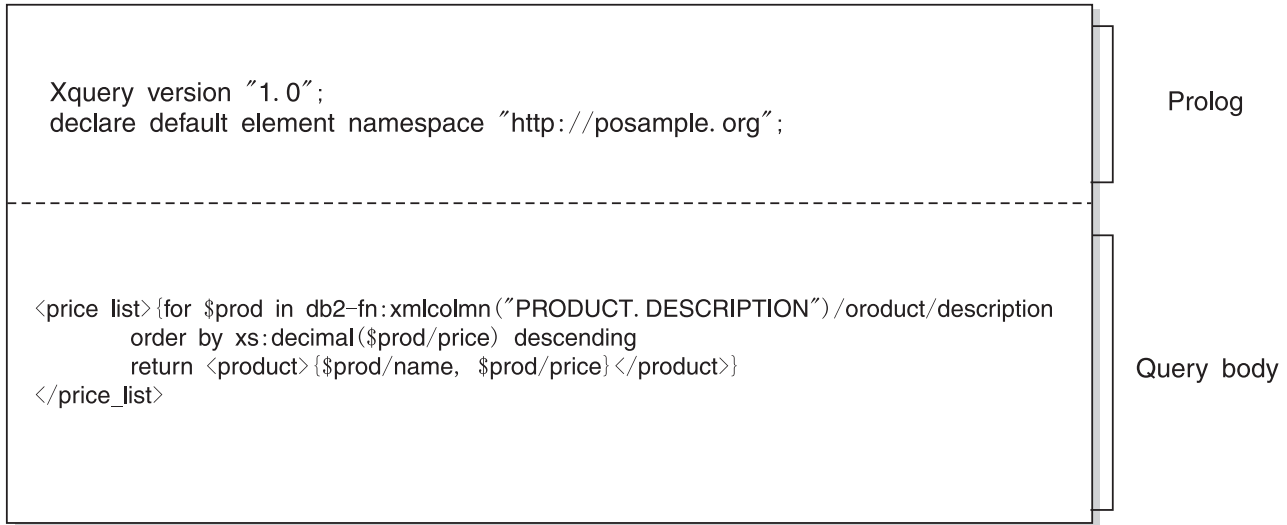 Xquery version "1.0";
declare default element namespace "http://posample.org";
Prolog
<price list>{for $prod in db2-fn:xmlcolmn("PRODUCT.DESCRIPTION")/oroduct/description
order by xs:decimal($prod/price) descending
return <product>{$prod/name, $prod/price}</product>}
</price_list>
Query body